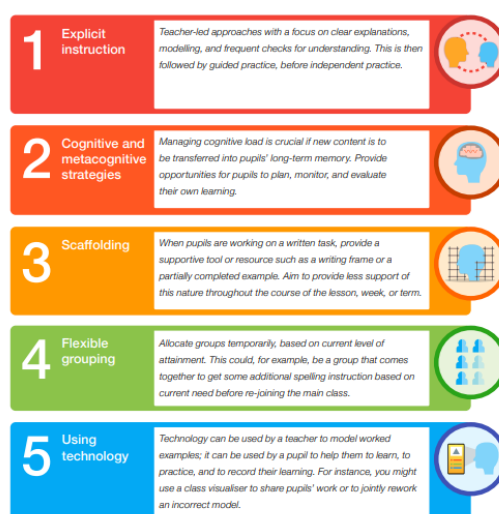 1
Explicit
instruction
Teacher-led approaches with a focus on clear explanations,
modelling, and frequent checks for understanding. This is then
followed by guided practice, before independent practice.
2
Cognitive and
metacognitive
strategies
Managing cognitive load is crucial if new content is to
be transferred into pupils' long-term memory. Provide
opportunities for pupils to plan, monitor, and evaluate
their own learning.
3
Scaffolding
When pupils are working on a written task, provide a
supportive tool or resource such as a writing frame or a
partially completed example. Aim to provide less support of
this nature throughout the course of the lesson, week, or term.
4
Flexible
grouping
Allocate groups temporarily, based on current level of
attainment. This could, for example, be a group that comes
together to get some additional spelling instruction based on
current need before re-joining the main class.
5
Using
technology
Technology can be used by a teacher to model worked
examples; it can be used by a pupil to help them to learn, to
practice, and to record their learning. For instance, you might
use a class visualiser to share pupils' work or to jointly rework
an incorrect model.